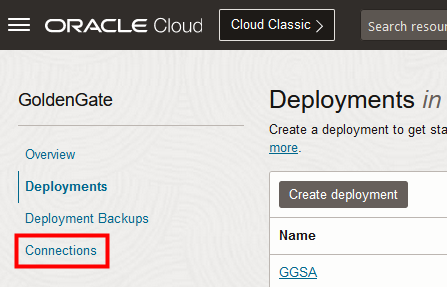 ORACLE Cloud
Cloud Classic
Search resou
GoldenGate
Overview
Deployments
Deployment Backups
Connections
Deployments in
Create a deployment to get sta
more.
Create deployment
Name
GGSA